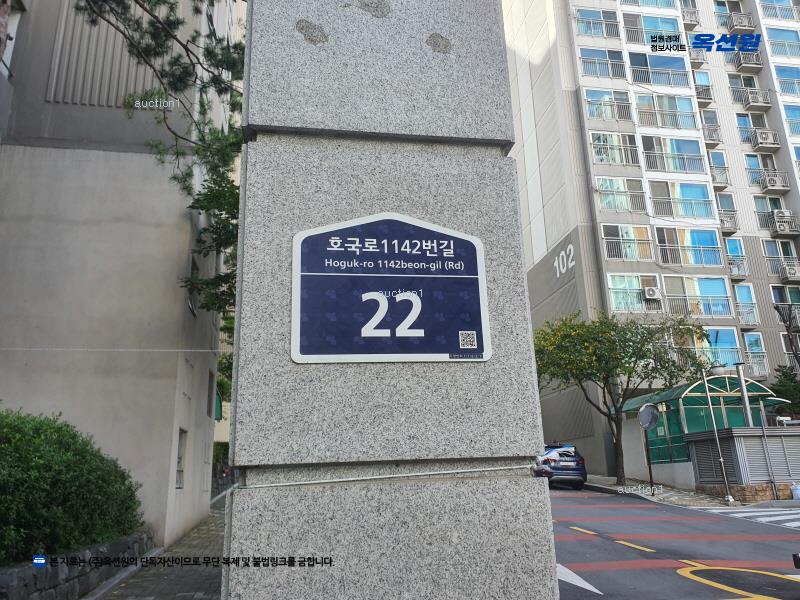 법원경매
정보사이트 옥션원
auction1
호국로1142번길
Hoguk-ro 1142beon-gil (Rd)
auction1
22
102
auction1
본 자료는 (주)옥션원의 단독자산이므로 무단 복제 및 불법링크를 금합니다.